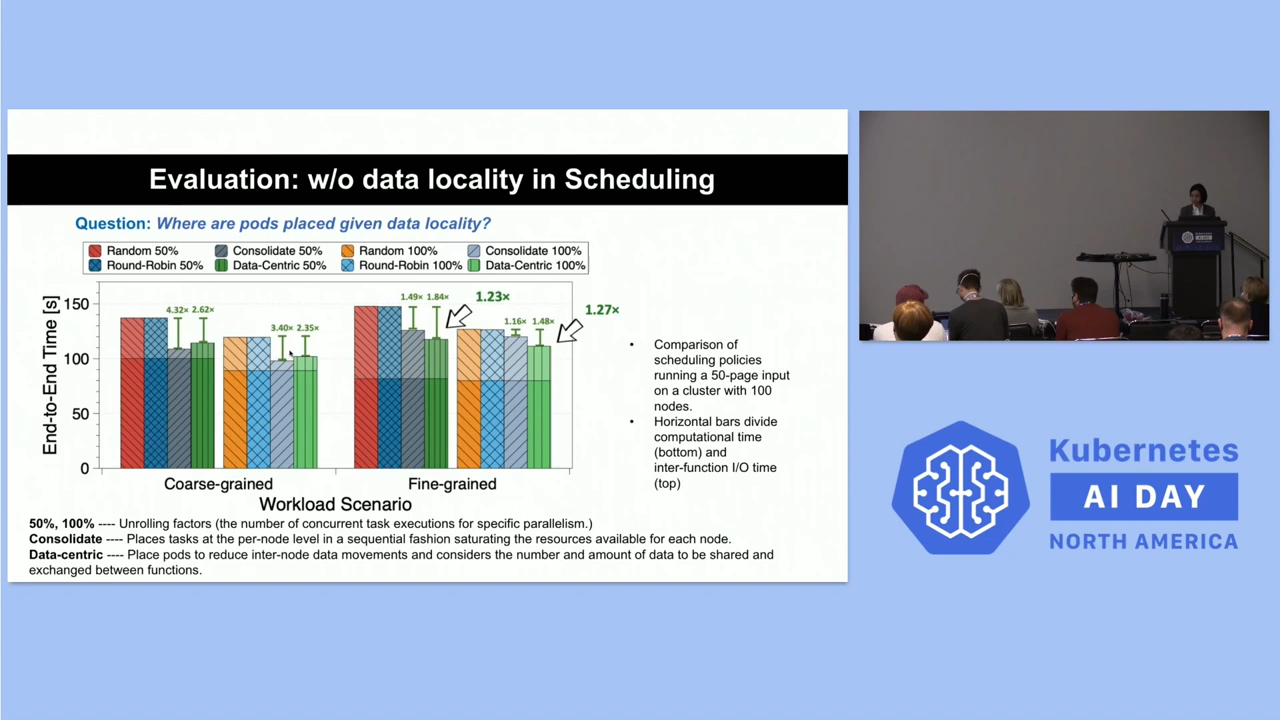 Evaluation: w/o data locality in Scheduling
Question: Where are pods placed given data locality?
Random 50% Consolidate 50% Random 100% Consolidate 100%
Round-Robin 50% Data-Centric 50% Round-Robin 100% Data-Centric 100%
End-to-End Time [s]
150
100
50
0
4.32× 2.62×
3.40× 2.35×
1.49× 1.84×
1.23×
1.16× 1.48×
1.27×
Coarse-grained Fine-grained
Workload Scenario
• Comparison of
scheduling policies
running a 50-page input
on a cluster with 100
nodes.
• Horizontal bars divide
computational time
(bottom) and
inter-function I/O time
(top)
50%, 100% ---- Unrolling factors (the number of concurrent task executions for specific parallelism.)
Consolidate ---- Places tasks at the per-node level in a sequential fashion saturating the resources available for each node.
Data-centric ---- Place pods to reduce inter-node data movements and considers the number and amount of data to be shared and
exchanged between functions.
Kubernetes
AI DAY
NORTH AMERICA